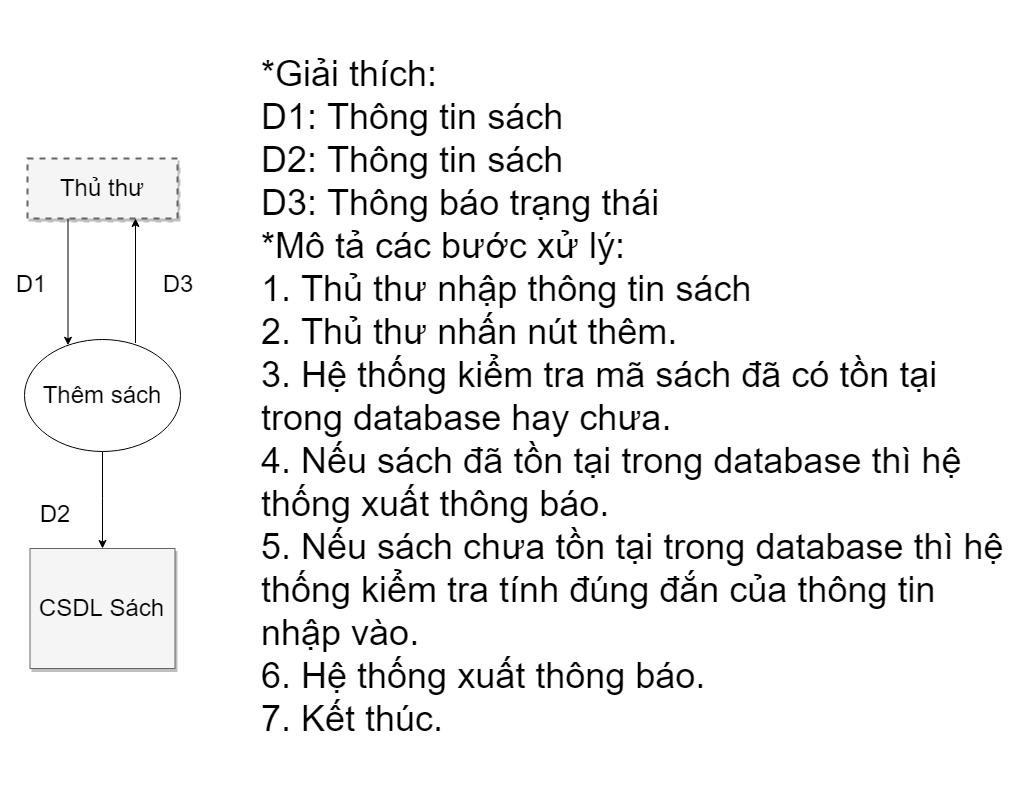 Thủ thư
D1
D3
Thêm sách
D2
CSDL Sách
*Giải thích:
D1: Thông tin sách
D2: Thông tin sách
D3: Thông báo trạng thái
*Mô tả các bước xử lý:
1. Thủ thư nhập thông tin sách
2. Thủ thư nhấn nút thêm.
3. Hệ thống kiểm tra mã sách đã có tồn tại
trong database hay chưa.
4. Nếu sách đã tồn tại trong database thì hệ
thống xuất thông báo.
5. Nếu sách chưa tồn tại trong database thì hệ
thống kiểm tra tính đúng đắn của thông tin
nhập vào.
6. Hệ thống xuất thông báo.
7. Kết thúc.